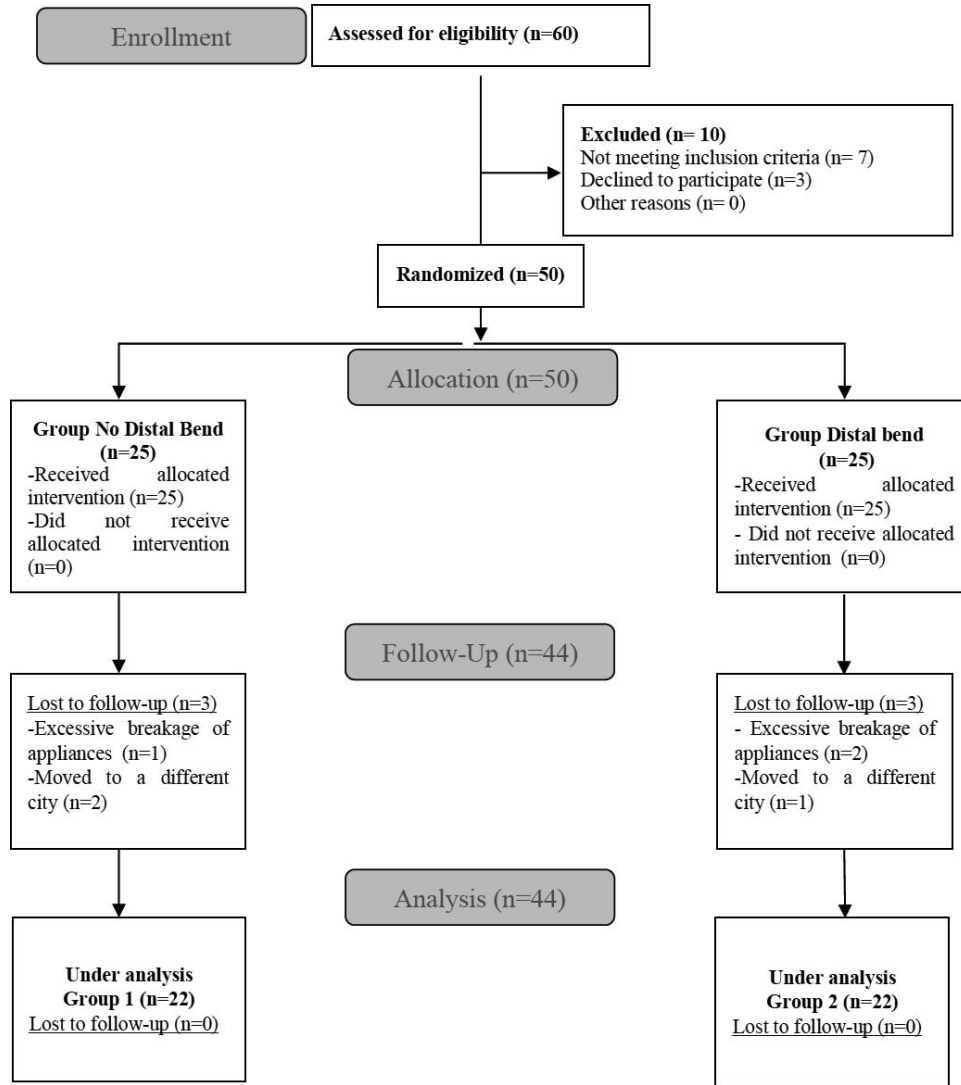 Enrollment
Assessed for eligibility (n=60)
Excluded (n= 10)
Not meeting inclusion criteria (n= 7)
Declined to participate (n=3)
Other reasons (n= 0)
Randomized (n=50)
Allocation (n=50)
Group No Distal Bend
(n=25)
-Received allocated
intervention (n=25)
-Did not receive
allocated intervention
(n=0)
Group Distal bend
(n=25)
-Received allocated
intervention (n=25)
- Did not receive allocated
intervention (n=0)
Follow-Up (n=44)
Lost to follow-up (n=3)
-Excessive breakage of
appliances (n=1)
-Moved to a different
city (n=2)
Lost to follow-up (n=3)
- Excessive breakage of
appliances (n=2)
-Moved to a different
city (n=1)
Analysis (n=44)
Under analysis
Group 1 (n=22)
Lost to follow-up (n=0)
Under analysis
Group 2 (n=22)
Lost to follow-up (n=0)